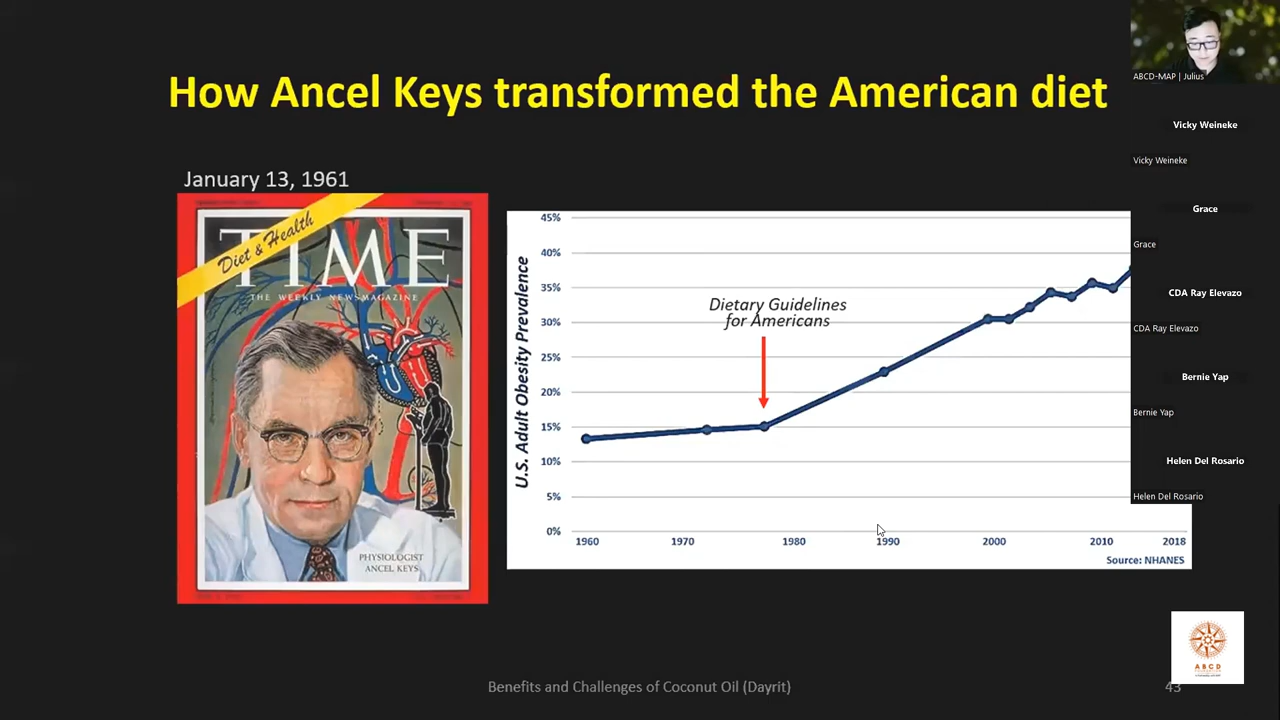 How Ancel Keys transformed the American diet
January 13, 1961
Diet & Health
TIME
THE WEEKLY NEWSMAGAZINE
PHYSIOLOGIST
ANCEL KEYS
U.S. Adult Obesity Prevalence
45%
40%
35%
30%
25%
20%
15%
10%
5%
0%
Dietary Guidelines
for Americans
1960 1970 1980 1990 2000 2010 2018
Source: NHANES
ABCD-MAP | Julius
Vicky Weineke
Vicky Weineke
Grace
Grace
CDA Ray Elevazo
CDA Ray Elevazo
Bernie Yap
Bernie Yap
Helen Del Rosario
Helen Del Rosario
ABCD
Benefits and Challenges of Coconut Oil (Dayrit)
43